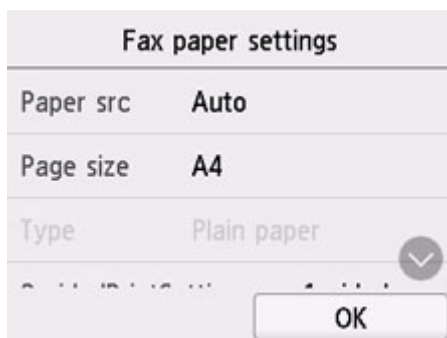 Fax paper settings
Paper src Auto
Page size A4
Type Plain paper
OK